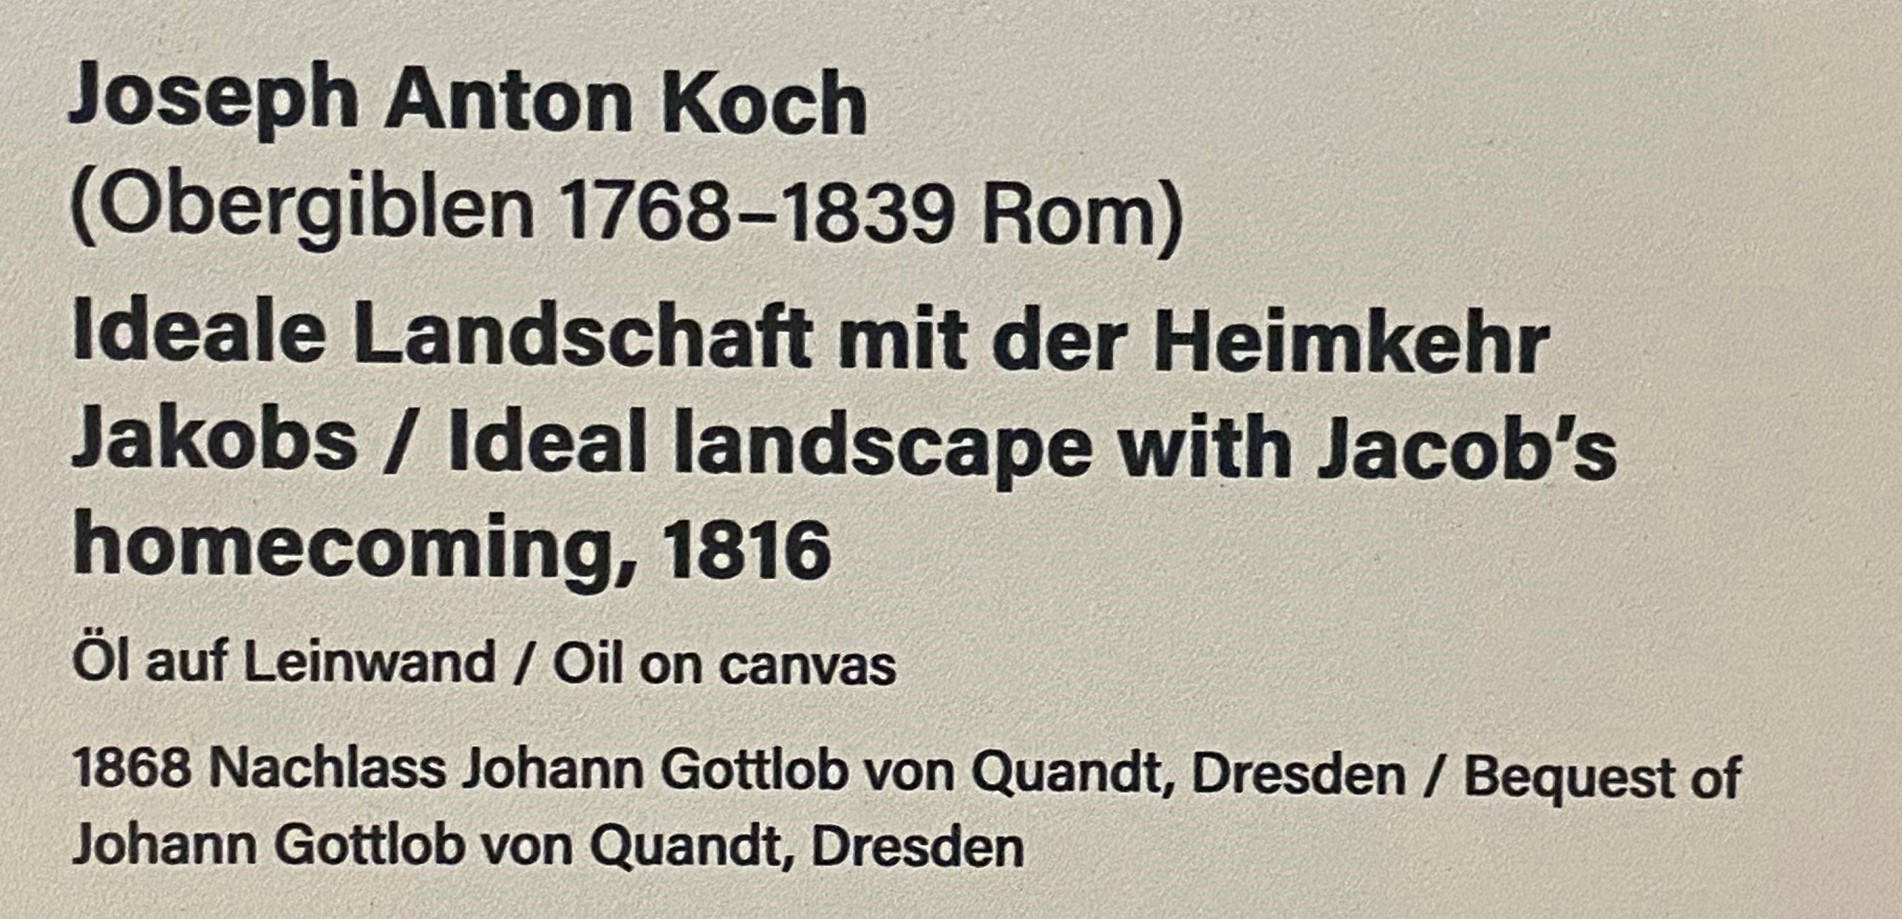 Joseph Anton Koch
(Obergiblen 1768–1839 Rom)
Ideale Landschaft mit der Heimkehr
Jakobs / Ideal landscape with Jacob’s
homecoming, 1816
Öl auf Leinwand / Oil on canvas
1868 Nachlass Johann Gottlob von Quandt, Dresden / Bequest of
Johann Gottlob von Quandt, Dresden